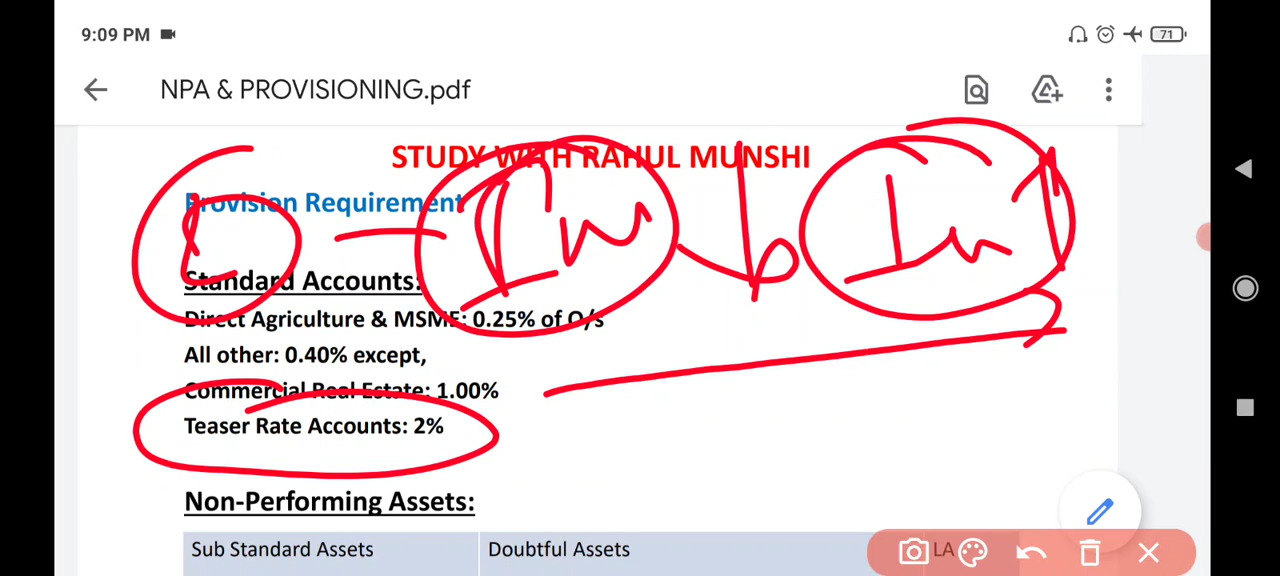 9:09 PM
71
NPA & PROVISIONING.pdf
STUDY WITH RAHUL MUNSHI
Provision Requirement
Standard Accounts:
Direct Agriculture & MSME: 0.25% of O/s
All other: 0.40% except,
Commercial Real Estate: 1.00%
Teaser Rate Accounts: 2%
Non-Performing Assets:
Sub Standard Assets Doubtful Assets LA